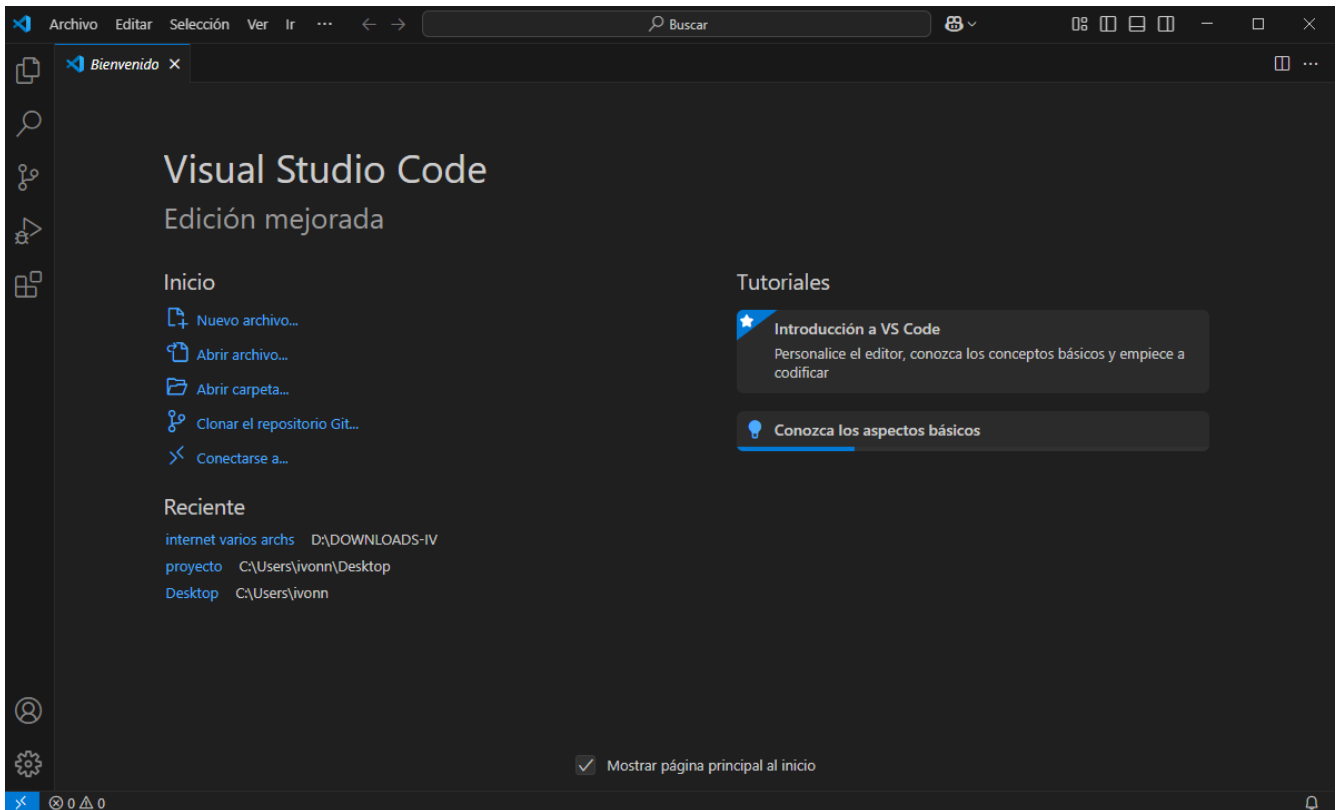 Archivo Editar Selección Ver Ir ··· Buscar
Bienvenido
Visual Studio Code
Edición mejorada
Inicio
Nuevo archivo...
Abrir archivo...
Abrir carpeta...
Clonar el repositorio Git...
Conectarse a...
Reciente
internet varios archs D:\DOWNLOADS-IV
proyecto C:\Users\ivonn\Desktop
Desktop C:\Users\ivonn
Tutoriales
Introducción a VS Code
Personalice el editor, conozca los conceptos básicos y empiece a
codificar
Conozca los aspectos básicos
Mostrar página principal al inicio
0 0